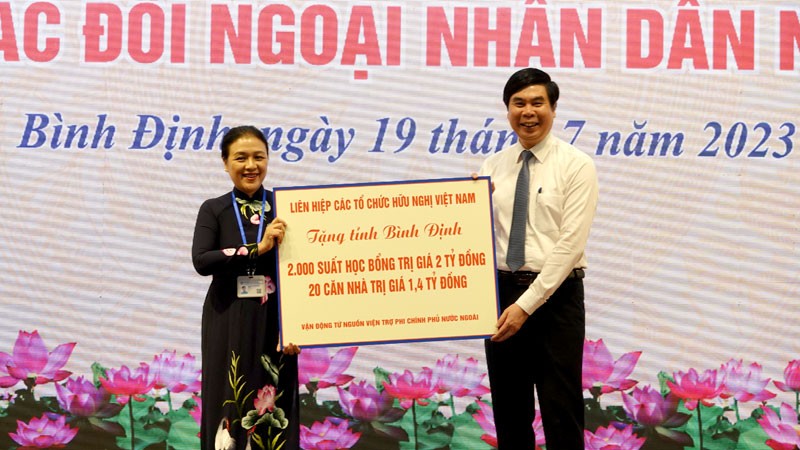 ÁC ĐỐI NGOẠI NHÂN DÂN N
Bình Định, ngày 19 tháng 7 năm 2023
LIÊN HIỆP CÁC TỔ CHỨC HỮU NGHỊ VIỆT NAM
Tặng tỉnh Bình Định
2.000 SUẤT HỌC BỔNG TRỊ GIÁ 2 TỶ ĐỒNG
20 CĂN NHÀ TRỊ GIÁ 1,4 TỶ ĐỒNG
VẬN ĐỘNG TỪ NGUỒN VIỆN TRỢ PHI CHÍNH PHỦ NƯỚC NGOÀI